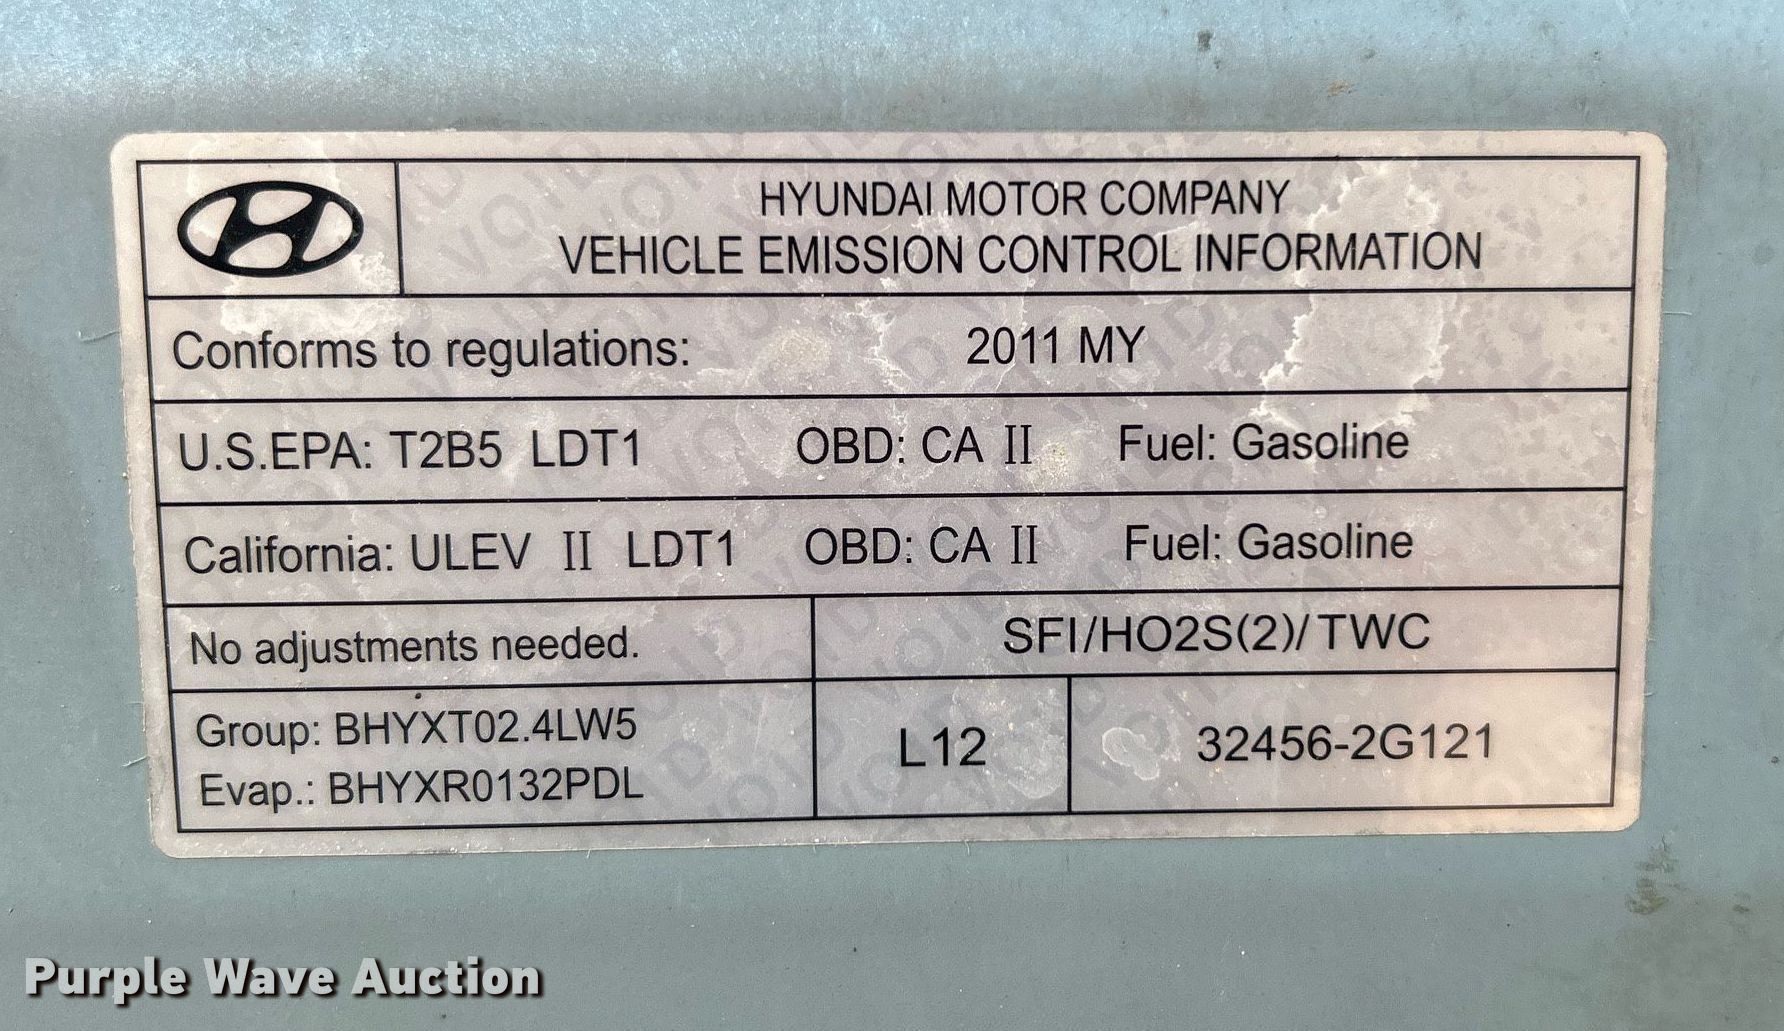 HYUNDAI MOTOR COMPANY
VEHICLE EMISSION CONTROL INFORMATION
Conforms to regulations: 2011 MY
U.S.EPA: T2B5 LDT1 OBD: CA II Fuel: Gasoline
California: ULEV II LDT1 OBD: CA II Fuel: Gasoline
No adjustments needed. SFI/HO2S(2)/TWC
Group: BHYXT02.4LW5
Evap.: BHYXR0132PDL
L12
32456-2G121
Purple Wave Auction